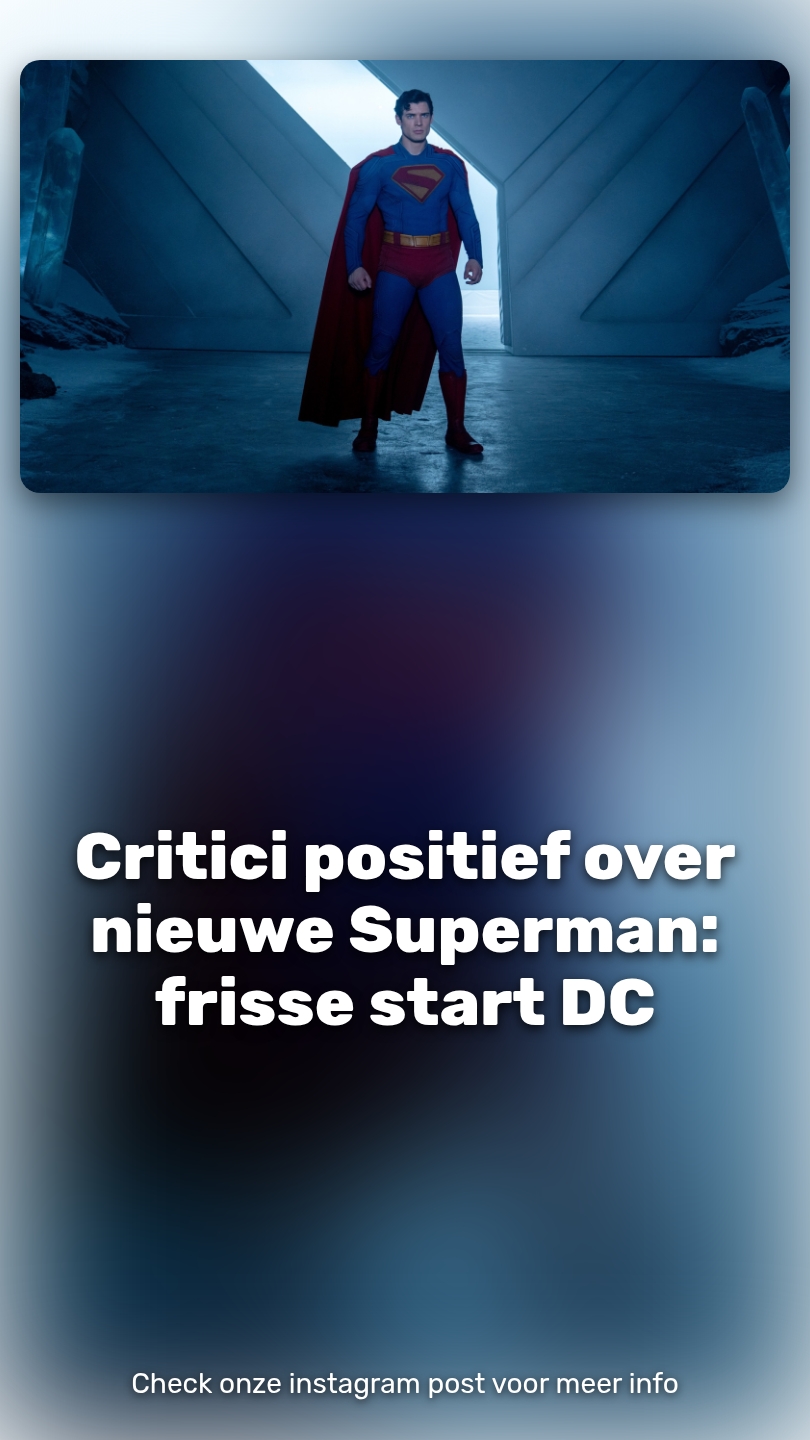 Critici positief over
nieuwe Superman:
frisse start DC
Check onze instagram post voor meer info